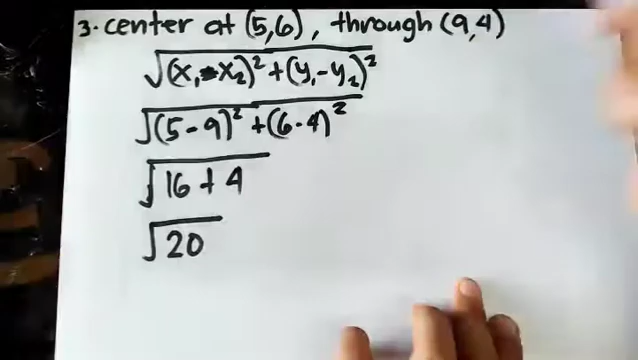 3. center at (5,6), through (9,4)
√(x₁-x₂)² +(y₁-y₂)²
√(5-9)² +(6-4)²
√16+4
√20